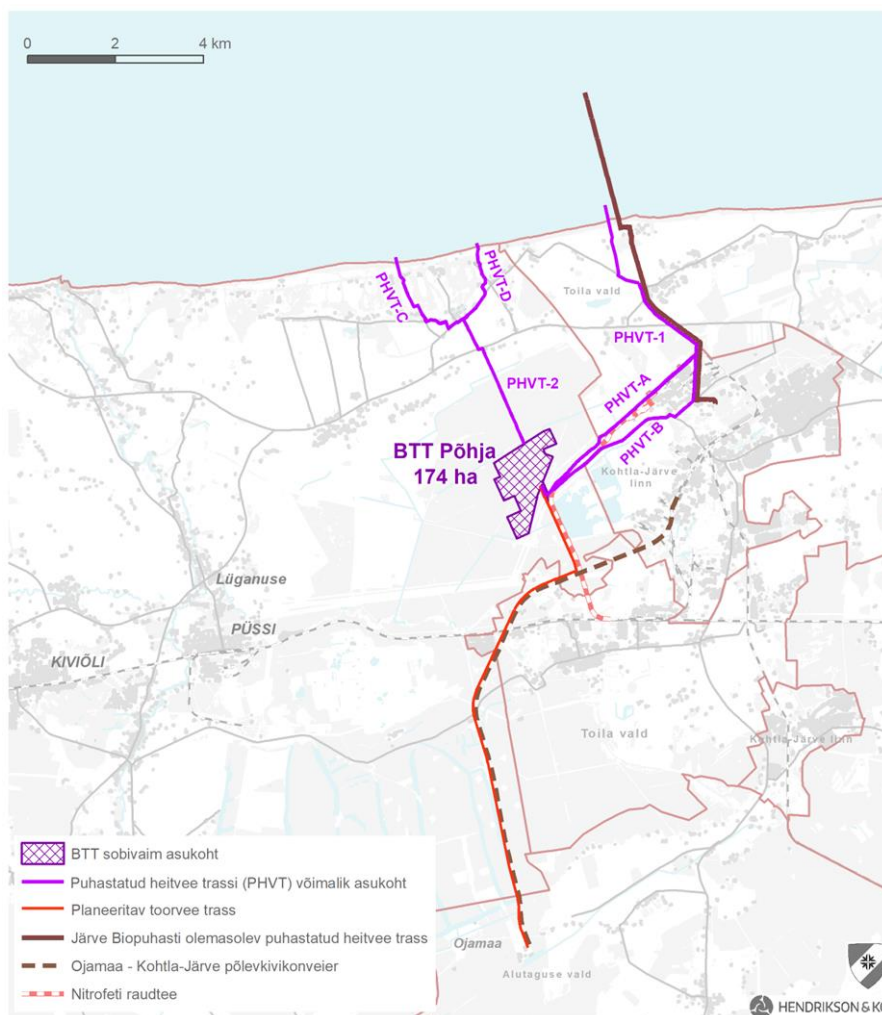 0 2 4 km
PHVT-C
PHVT-D
Toila vald
PHVT-1
PHVT-2
PHVT-A
PHVT-B
BTT Põhja
174 ha
Kohtla-Järve
linn
Lüganuse
PÜSSI
KIVIÕLI
Toila vald
Kohtla-Järve linn
Ojamaa
Alutaguse vald
BTT sobivaim asukoht
Puhastatud heitvee trassi (PHVT) võimalik asukoht
Planeeritav toorvee trass
Järve Biopuhasti olemasolev puhastatud heitvee trass
Ojamaa - Kohtla-Järve põlevkivikonveier
Nitrofeti raudtee
HENDRIKSON & KO